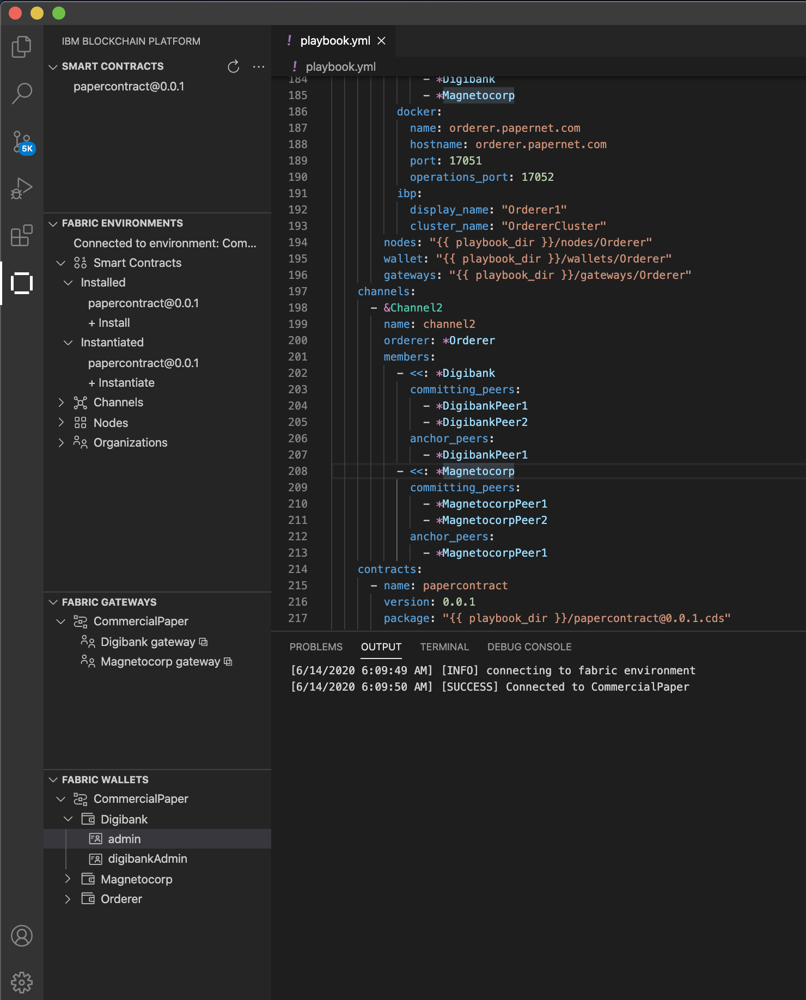 IBM BLOCKCHAIN PLATFORM
SMART CONTRACTS
papercontract@0.0.1
5K
FABRIC ENVIRONMENTS
Connected to environment: Com...
Smart Contracts
Installed
papercontract@0.0.1
+ Install
Instantiated
papercontract@0.0.1
+ Instantiate
Channels
Nodes
Organizations
FABRIC GATEWAYS
CommercialPaper
Digibank gateway
Magnetocorp gateway
FABRIC WALLETS
CommercialPaper
Digibank
admin
digibankAdmin
Magnetocorp
Orderer
! playbook.yml
! playbook.yml
184 - *Digibank
185 - *Magnetocorp
186 docker:
187 name: orderer.papernet.com
188 hostname: orderer.papernet.com
189 port: 17051
190 operations_port: 17052
191 ibp:
192 display_name: "Orderer1"
193 cluster_name: "OrdererCluster"
194 nodes: "{{ playbook_dir }}/nodes/Orderer"
195 wallet: "{{ playbook_dir }}/wallets/Orderer"
196 gateways: "{{ playbook_dir }}/gateways/Orderer"
197 channels:
198 - &Channel2
199 name: channel2
200 orderer: *Orderer
201 members:
202 - <<: *Digibank
203 committing_peers:
204 - *DigibankPeer1
205 - *DigibankPeer2
206 anchor_peers:
207 - *DigibankPeer1
208 - <<: *Magnetocorp
209 committing_peers:
210 - *MagnetocorpPeer1
211 - *MagnetocorpPeer2
212 anchor_peers:
213 - *MagnetocorpPeer1
214 contracts:
215 - name: papercontract
216 version: 0.0.1
217 package: "{{ playbook_dir }}/papercontract@0.0.1.cds"
PROBLEMS OUTPUT TERMINAL DEBUG CONSOLE
[6/14/2020 6:09:49 AM] [INFO] connecting to fabric environment
[6/14/2020 6:09:50 AM] [SUCCESS] Connected to CommercialPaper